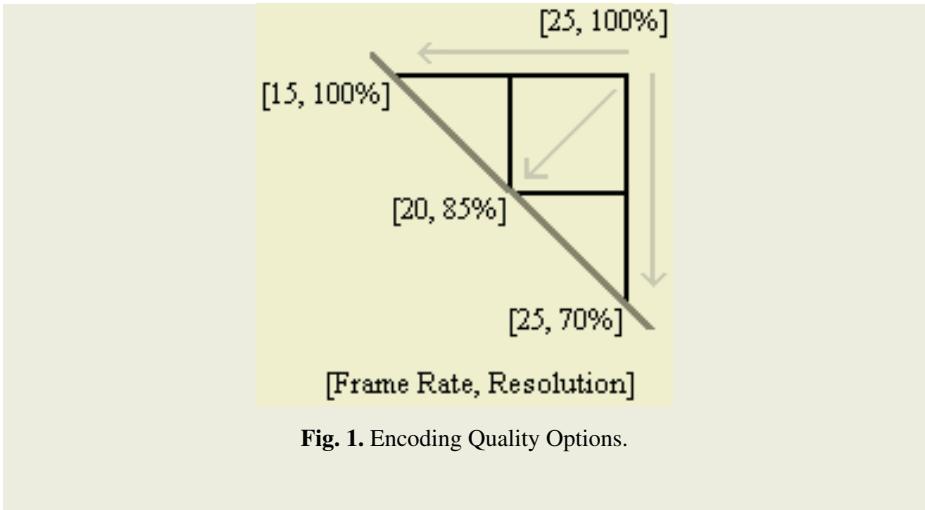 [25, 100%]
[15, 100%]
[20, 85%]
[25, 70%]
[Frame Rate, Resolution]
Fig. 1. Encoding Quality Options.